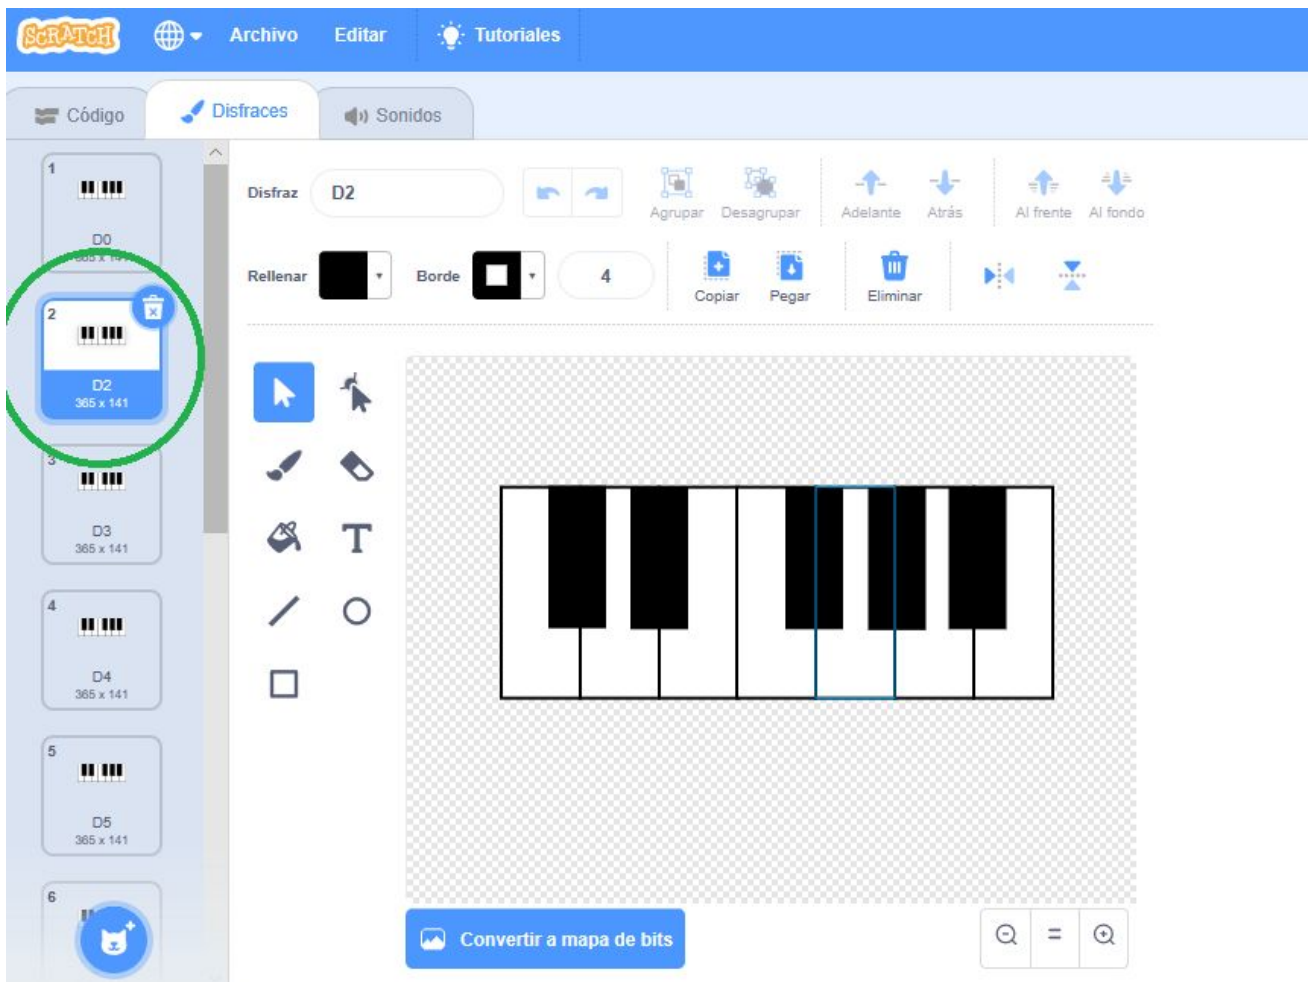 SCRATCH Archivo Editar Tutoriales
Código Disfraces Sonidos
1
D0
365 x 141
2
D2
365 x 141
3
D3
365 x 141
4
D4
365 x 141
5
D5
365 x 141
6
Disfraz D2 Agrupar Desagrupar Adelante Atrás Al frente Al fondo
Rellenar Borde 4 Copiar Pegar Eliminar
T
Convertir a mapa de bits =